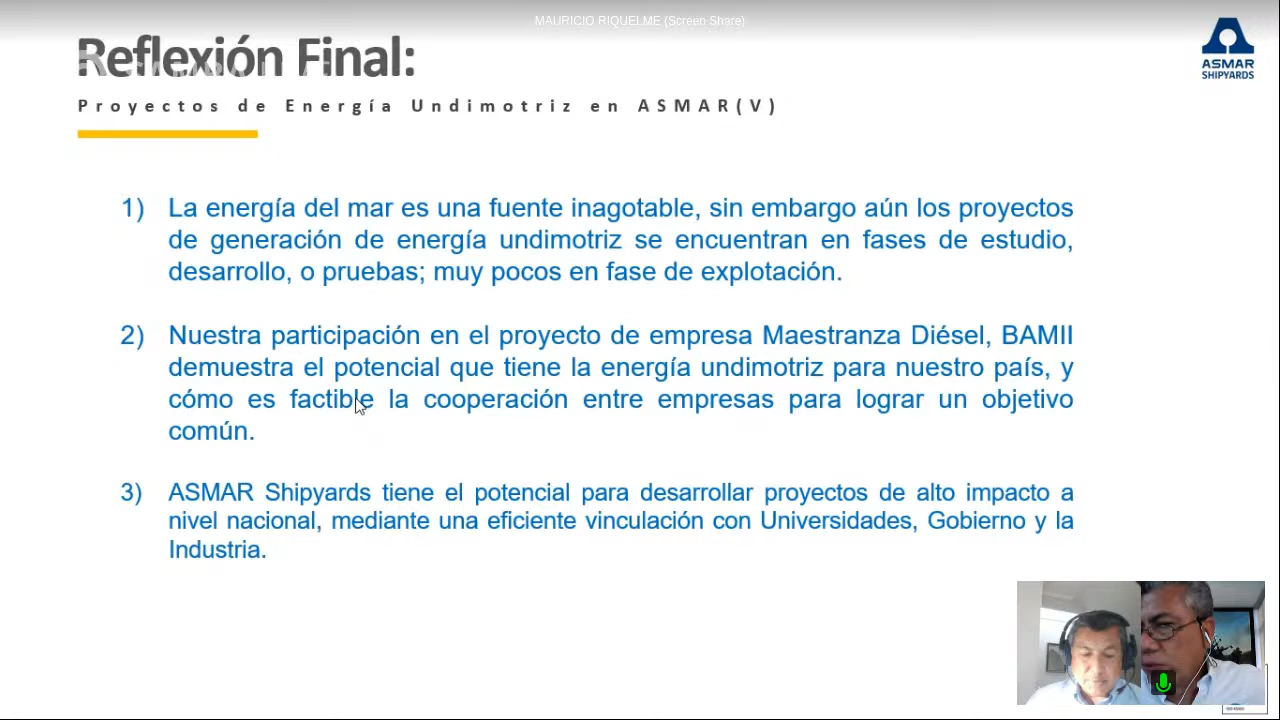 MAURICIO RIQUELME (Screen Share)
Reflexión Final:
Proyectos de Energía Undimotriz en ASMAR(V)
ASMAR
SHIPYARDS
1) La energía del mar es una fuente inagotable, sin embargo aún los proyectos
de generación de energía undimotriz se encuentran en fases de estudio,
desarrollo, o pruebas; muy pocos en fase de explotación.
2) Nuestra participación en el proyecto de empresa Maestranza Diésel, BAMII
demuestra el potencial que tiene la energía undimotriz para nuestro país, y
cómo es factible la cooperación entre empresas para lograr un objetivo
común.
3) ASMAR Shipyards tiene el potencial para desarrollar proyectos de alto impacto a
nivel nacional, mediante una eficiente vinculación con Universidades, Gobierno y la
Industria.